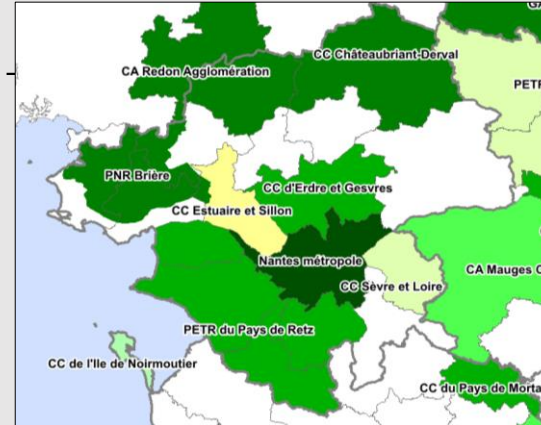 CC Châteaubriant-Derval
CA Redon Agglomération
PETR
PNR Brière
CC d'Erdre et Gesvres
CC Estuaire et Sillon
Nantes métropole
CA Mauges C
CC Sèvre et Loire
PETR du Pays de Retz
CC de l'Ile de Noirmoutier
CC du Pays de Morta